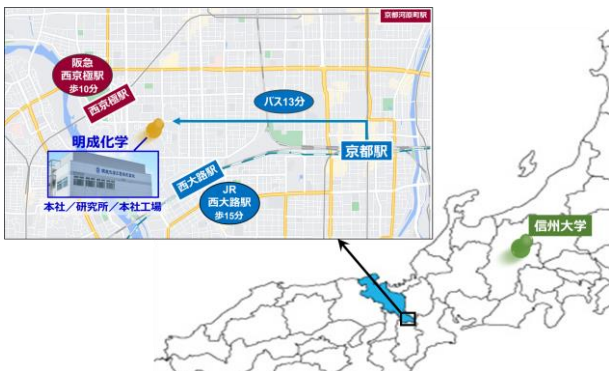 京都河原町駅
阪急
西京極駅
歩10分
西京極駅
バス13分
明成化学
京都駅
西大路駅
JR
西大路駅
歩15分
本社／研究所／本社工場
信州大学